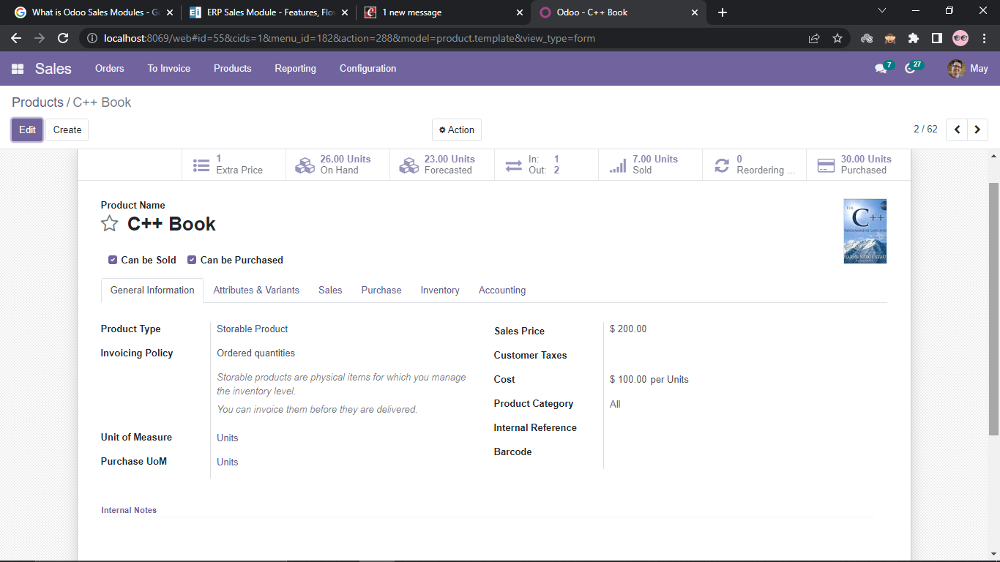 What is Odoo Sales Modules - G
ERP Sales Module - Features, Flo
1 new message
Odoo - C++ Book
localhost:8069/web#id=55&cids=1&menu_id=182&action=288&model=product.template&view_type=form
Sales Orders To Invoice Products Reporting Configuration 7 27 May
Products / C++ Book
Edit Create Action 2 / 62
1 Extra Price
26.00 Units On Hand
23.00 Units Forecasted
In: 1
Out: 2
7.00 Units Sold
0 Reordering ...
30.00 Units Purchased
Product Name
C++ Book
THE
C++
PROGRAMMING LANGUAGE
Can be Sold Can be Purchased
General Information Attributes & Variants Sales Purchase Inventory Accounting
Product Type Storable Product
Invoicing Policy Ordered quantities
Storable products are physical items for which you manage
the inventory level.
You can invoice them before they are delivered.
Unit of Measure Units
Purchase UoM Units
Sales Price $ 200.00
Customer Taxes
Cost $ 100.00 per Units
Product Category All
Internal Reference
Barcode
Internal Notes